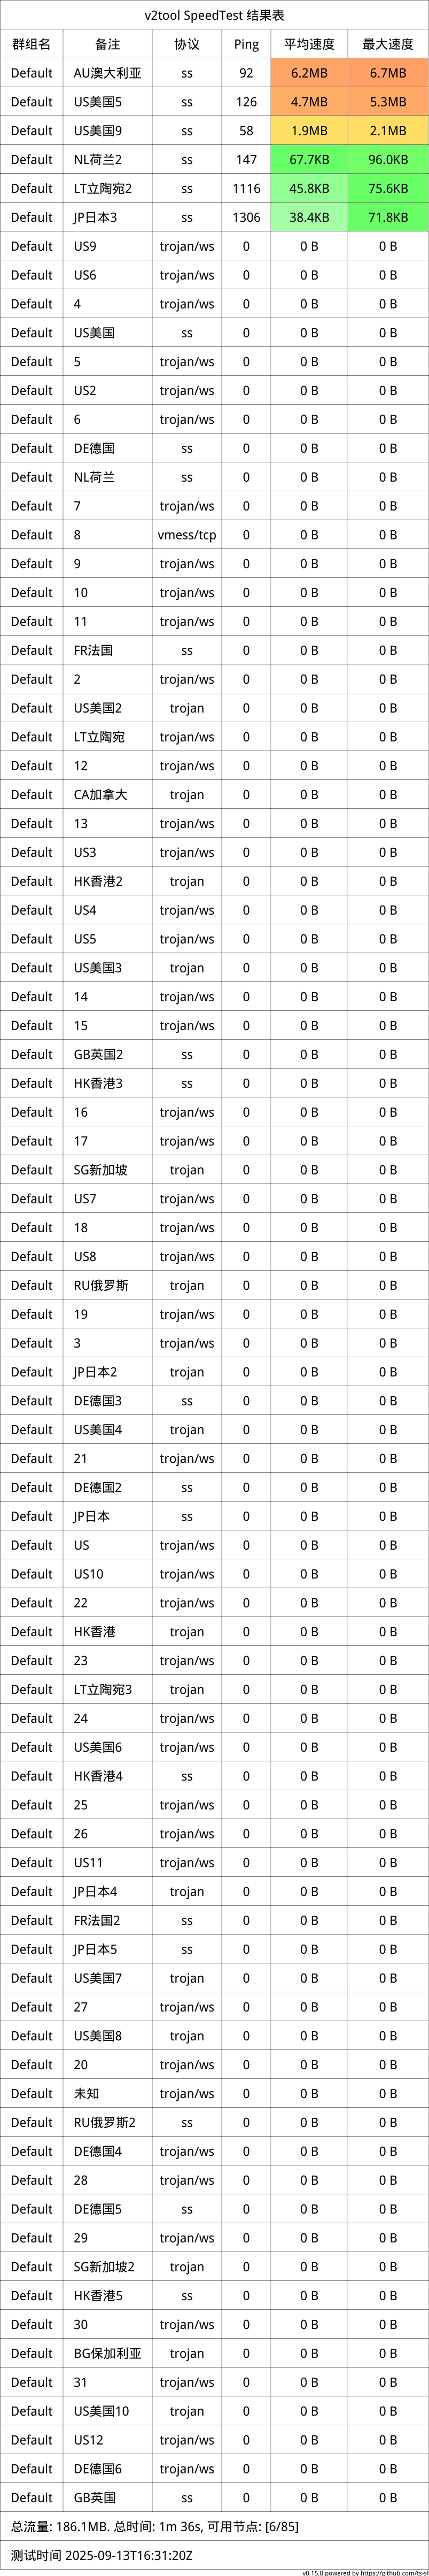 v2tool SpeedTest 结果表
群组名 备注 协议 Ping 平均速度 最大速度
Default AU澳大利亚 ss 92 6.2MB 6.7MB
Default US美国5 ss 126 4.7MB 5.3MB
Default US美国9 ss 58 1.9MB 2.1MB
Default NL荷兰2 ss 147 67.7KB 96.0KB
Default LT立陶宛2 ss 1116 45.8KB 75.6KB
Default JP日本3 ss 1306 38.4KB 71.8KB
Default US9 trojan/ws 0 0 B 0 B
Default US6 trojan/ws 0 0 B 0 B
Default 4 trojan/ws 0 0 B 0 B
Default US美国 ss 0 0 B 0 B
Default 5 trojan/ws 0 0 B 0 B
Default US2 trojan/ws 0 0 B 0 B
Default 6 trojan/ws 0 0 B 0 B
Default DE德国 ss 0 0 B 0 B
Default NL荷兰 ss 0 0 B 0 B
Default 7 trojan/ws 0 0 B 0 B
Default 8 vmess/tcp 0 0 B 0 B
Default 9 trojan/ws 0 0 B 0 B
Default 10 trojan/ws 0 0 B 0 B
Default 11 trojan/ws 0 0 B 0 B
Default FR法国 ss 0 0 B 0 B
Default 2 trojan/ws 0 0 B 0 B
Default US美国2 trojan 0 0 B 0 B
Default LT立陶宛 trojan/ws 0 0 B 0 B
Default 12 trojan/ws 0 0 B 0 B
Default CA加拿大 trojan 0 0 B 0 B
Default 13 trojan/ws 0 0 B 0 B
Default US3 trojan/ws 0 0 B 0 B
Default HK香港2 trojan 0 0 B 0 B
Default US4 trojan/ws 0 0 B 0 B
Default US5 trojan/ws 0 0 B 0 B
Default US美国3 trojan 0 0 B 0 B
Default 14 trojan/ws 0 0 B 0 B
Default 15 trojan/ws 0 0 B 0 B
Default GB英国2 ss 0 0 B 0 B
Default HK香港3 ss 0 0 B 0 B
Default 16 trojan/ws 0 0 B 0 B
Default 17 trojan/ws 0 0 B 0 B
Default SG新加坡 trojan 0 0 B 0 B
Default US7 trojan/ws 0 0 B 0 B
Default 18 trojan/ws 0 0 B 0 B
Default US8 trojan/ws 0 0 B 0 B
Default RU俄罗斯 trojan 0 0 B 0 B
Default 19 trojan/ws 0 0 B 0 B
Default 3 trojan/ws 0 0 B 0 B
Default JP日本2 trojan 0 0 B 0 B
Default DE德国3 ss 0 0 B 0 B
Default US美国4 trojan 0 0 B 0 B
Default 21 trojan/ws 0 0 B 0 B
Default DE德国2 ss 0 0 B 0 B
Default JP日本 ss 0 0 B 0 B
Default US trojan/ws 0 0 B 0 B
Default US10 trojan/ws 0 0 B 0 B
Default 22 trojan/ws 0 0 B 0 B
Default HK香港 trojan 0 0 B 0 B
Default 23 trojan/ws 0 0 B 0 B
Default LT立陶宛3 trojan 0 0 B 0 B
Default 24 trojan/ws 0 0 B 0 B
Default US美国6 trojan/ws 0 0 B 0 B
Default HK香港4 ss 0 0 B 0 B
Default 25 trojan/ws 0 0 B 0 B
Default 26 trojan/ws 0 0 B 0 B
Default US11 trojan/ws 0 0 B 0 B
Default JP日本4 trojan 0 0 B 0 B
Default FR法国2 ss 0 0 B 0 B
Default JP日本5 ss 0 0 B 0 B
Default US美国7 trojan 0 0 B 0 B
Default 27 trojan/ws 0 0 B 0 B
Default US美国8 trojan 0 0 B 0 B
Default 20 trojan/ws 0 0 B 0 B
Default 未知 trojan/ws 0 0 B 0 B
Default RU俄罗斯2 ss 0 0 B 0 B
Default DE德国4 trojan/ws 0 0 B 0 B
Default 28 trojan/ws 0 0 B 0 B
Default DE德国5 ss 0 0 B 0 B
Default 29 trojan/ws 0 0 B 0 B
Default SG新加坡2 trojan 0 0 B 0 B
Default HK香港5 ss 0 0 B 0 B
Default 30 trojan/ws 0 0 B 0 B
Default BG保加利亚 trojan 0 0 B 0 B
Default 31 trojan/ws 0 0 B 0 B
Default US美国10 trojan 0 0 B 0 B
Default US12 trojan/ws 0 0 B 0 B
Default DE德国6 trojan/ws 0 0 B 0 B
Default GB英国 ss 0 0 B 0 B
总流量: 186.1MB. 总时间: 1m 36s, 可用节点: [6/85]
测试时间 2025-09-13T16:31:20Z
v0.15.0 powered by https://github.com/ts-sf